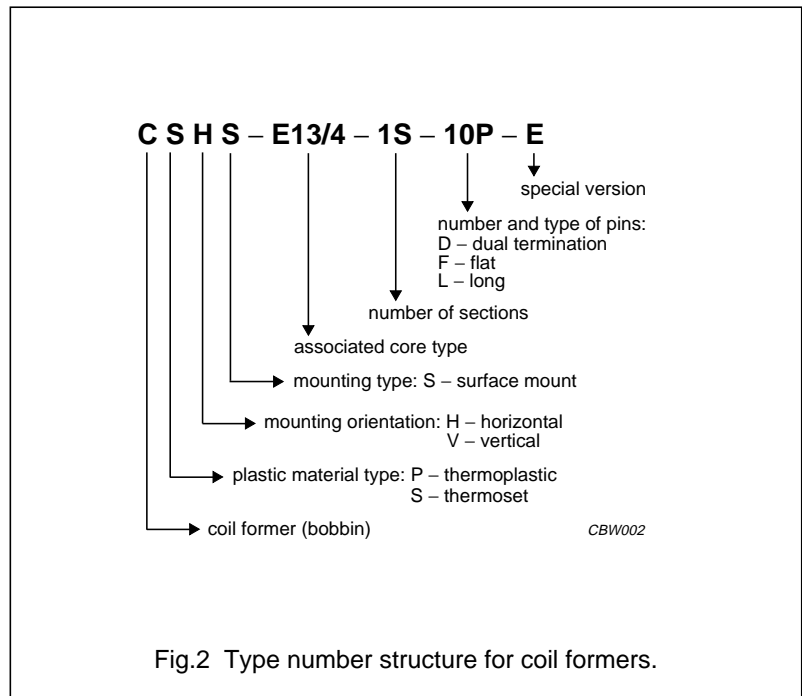 C S H S – E13/4 – 1S – 10P – E
special version
number and type of pins:
D – dual termination
F – flat
L – long
number of sections
associated core type
mounting type: S – surface mount
mounting orientation: H – horizontal
V – vertical
plastic material type: P – thermoplastic
S – thermoset
coil former (bobbin)
CBW002
Fig.2 Type number structure for coil formers.